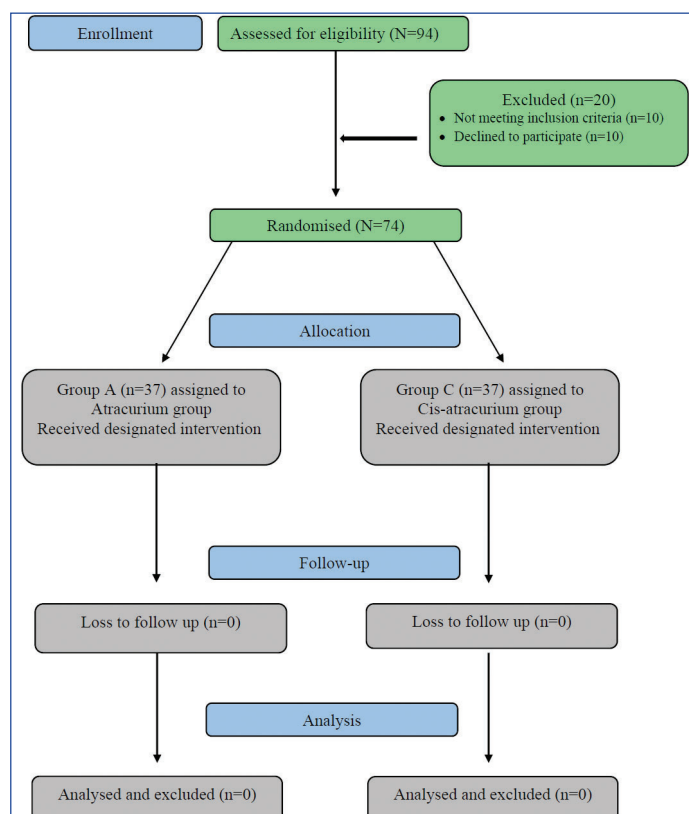 Enrollment
Assessed for eligibility (N=94)
Excluded (n=20)
• Not meeting inclusion criteria (n=10)
• Declined to participate (n=10)
Randomised (N=74)
Allocation
Group A (n=37) assigned to
Atracurium group
Received designated intervention
Group C (n=37) assigned to
Cis-atracurium group
Received designated intervention
Follow-up
Loss to follow up (n=0)
Loss to follow up (n=0)
Analysis
Analysed and excluded (n=0)
Analysed and excluded (n=0)